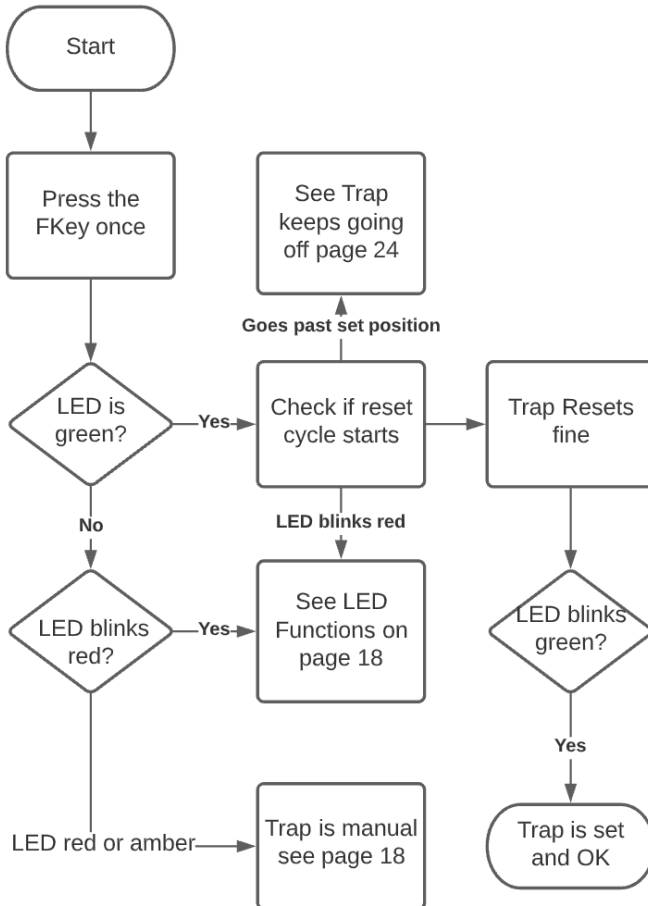 Start
Press the
FKey once
See Trap
keeps going
off page 24
Goes past set position
LED is
green?
Yes
Check if reset
cycle starts
Trap Resets
fine
No
LED blinks red
LED blinks
red?
Yes
See LED
Functions on
page 18
LED blinks
green?
Yes
LED red or amber
Trap is manual
see page 18
Trap is set
and OK